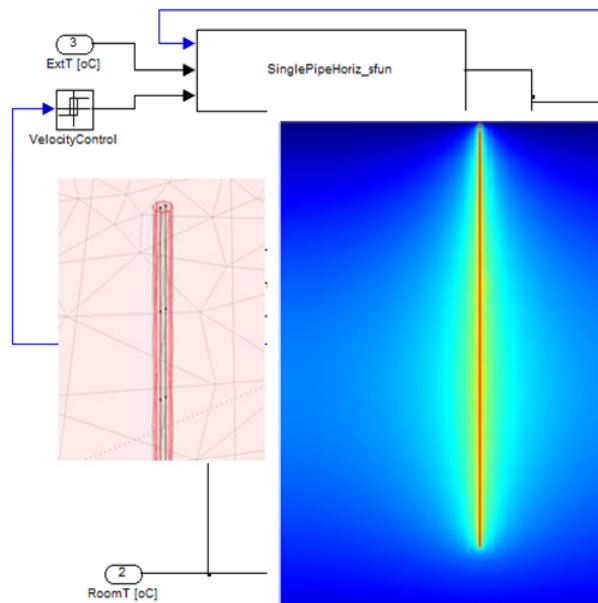 3
ExtT [oC]
SinglePipeHoriz_sfun
VelocityControl
2
RoomT [oC]